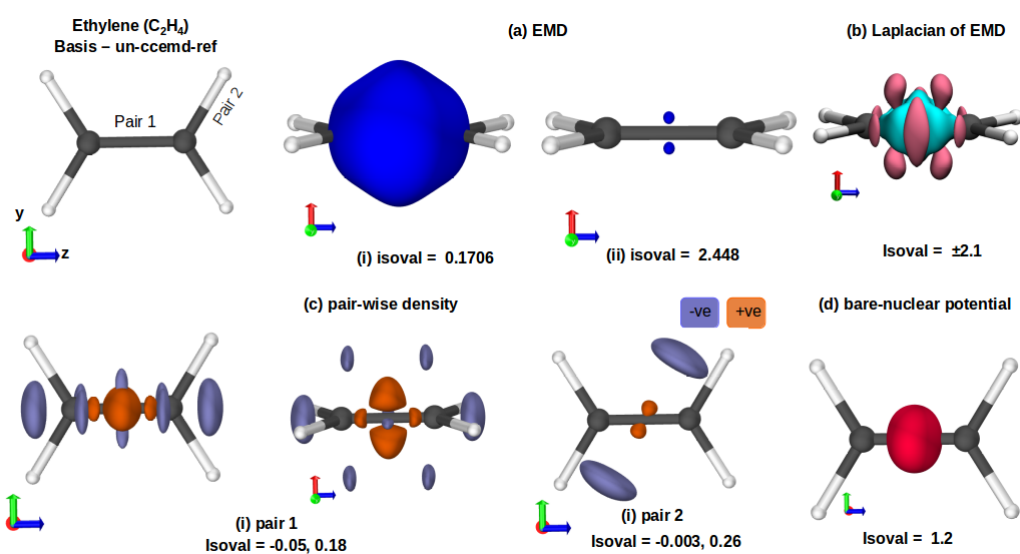 Ethylene (C₂H₄)
Basis – un-ccemd-ref
Pair 1
Pair 2
y
z
(a) EMD
(i) isoval = 0.1706
(ii) isoval = 2.448
(b) Laplacian of EMD
Isoval = ±2.1
(c) pair-wise density
-ve
+ve
(i) pair 1
Isoval = -0.05, 0.18
(i) pair 2
Isoval = -0.003, 0.26
(d) bare-nuclear potential
Isoval = 1.2